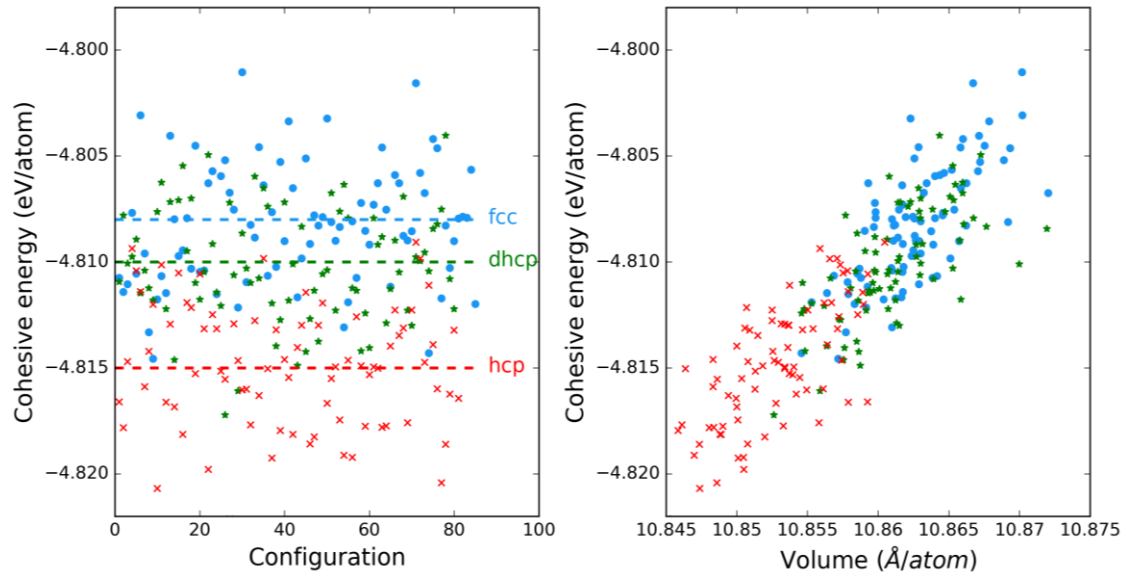 −4.800
−4.805
−4.810
−4.815
−4.820
Cohesive energy (eV/atom)
fcc
dhcp
hcp
0 20 40 60 80 100
Configuration
−4.800
−4.805
−4.810
−4.815
−4.820
Cohesive energy (eV/atom)
10.845 10.85 10.855 10.86 10.865 10.87 10.875
Volume (Å/atom)